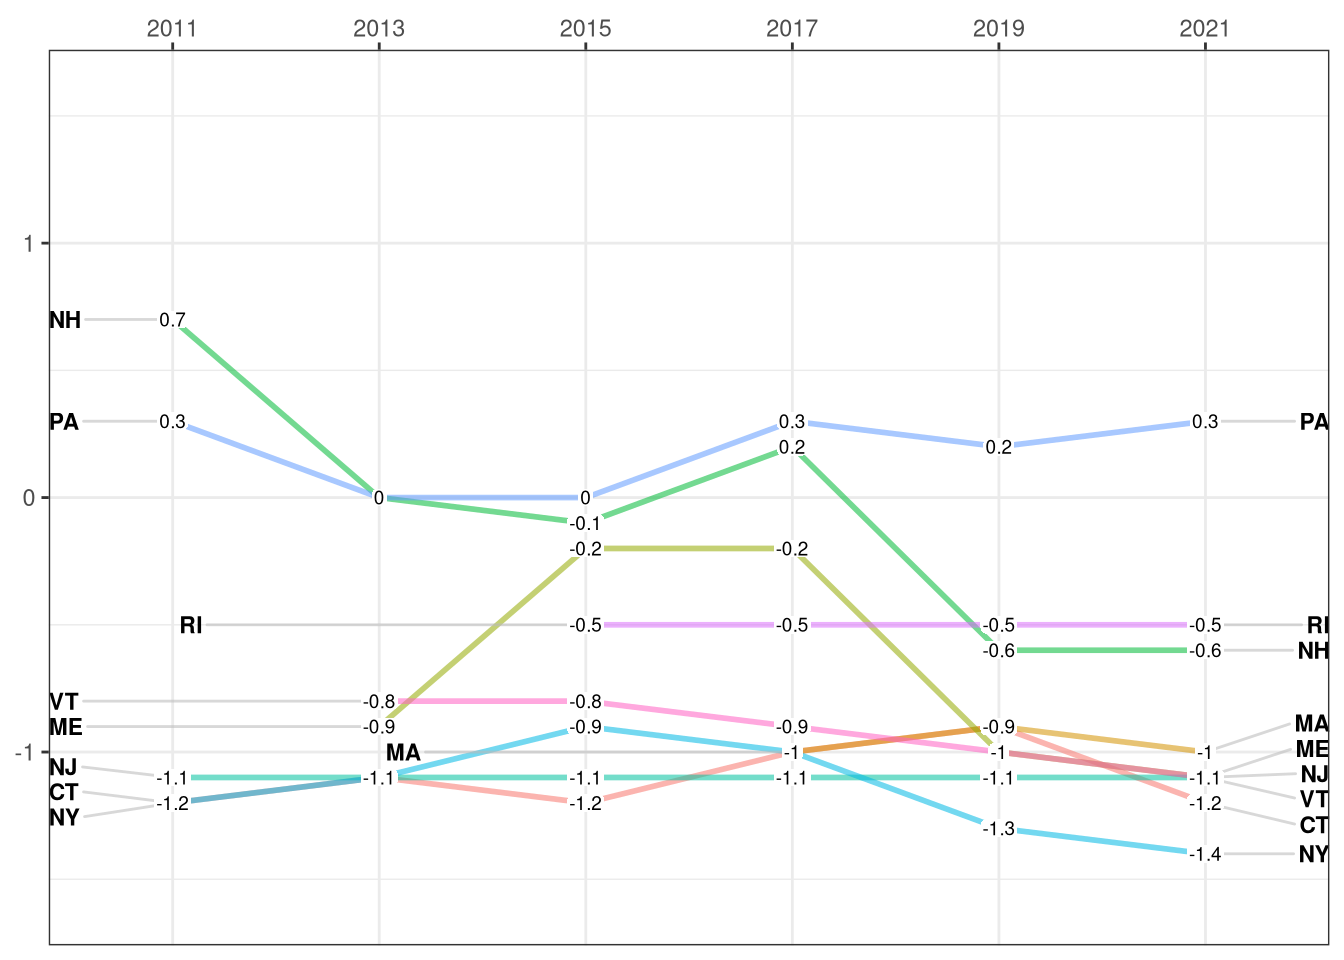 2011 2013 2015 2017 2019 2021
1
NH 0.7
PA 0.3 0.3 0.3 PA
0.2 0.2
0 0 0
-0.1
-0.2 -0.2
RI -0.5 -0.5 -0.5 -0.5 RI
-0.6 -0.6 NH
VT -0.8 -0.8
ME -0.9 -0.9 -0.9 -0.9 MA
-1 MA -1 -1 -1 ME
NJ -1.1 -1.1 -1.1 -1.1 -1.1 -1.1 NJ
CT -1.2 -1.2 -1.2 VT
NY -1.3 CT
-1.4 NY